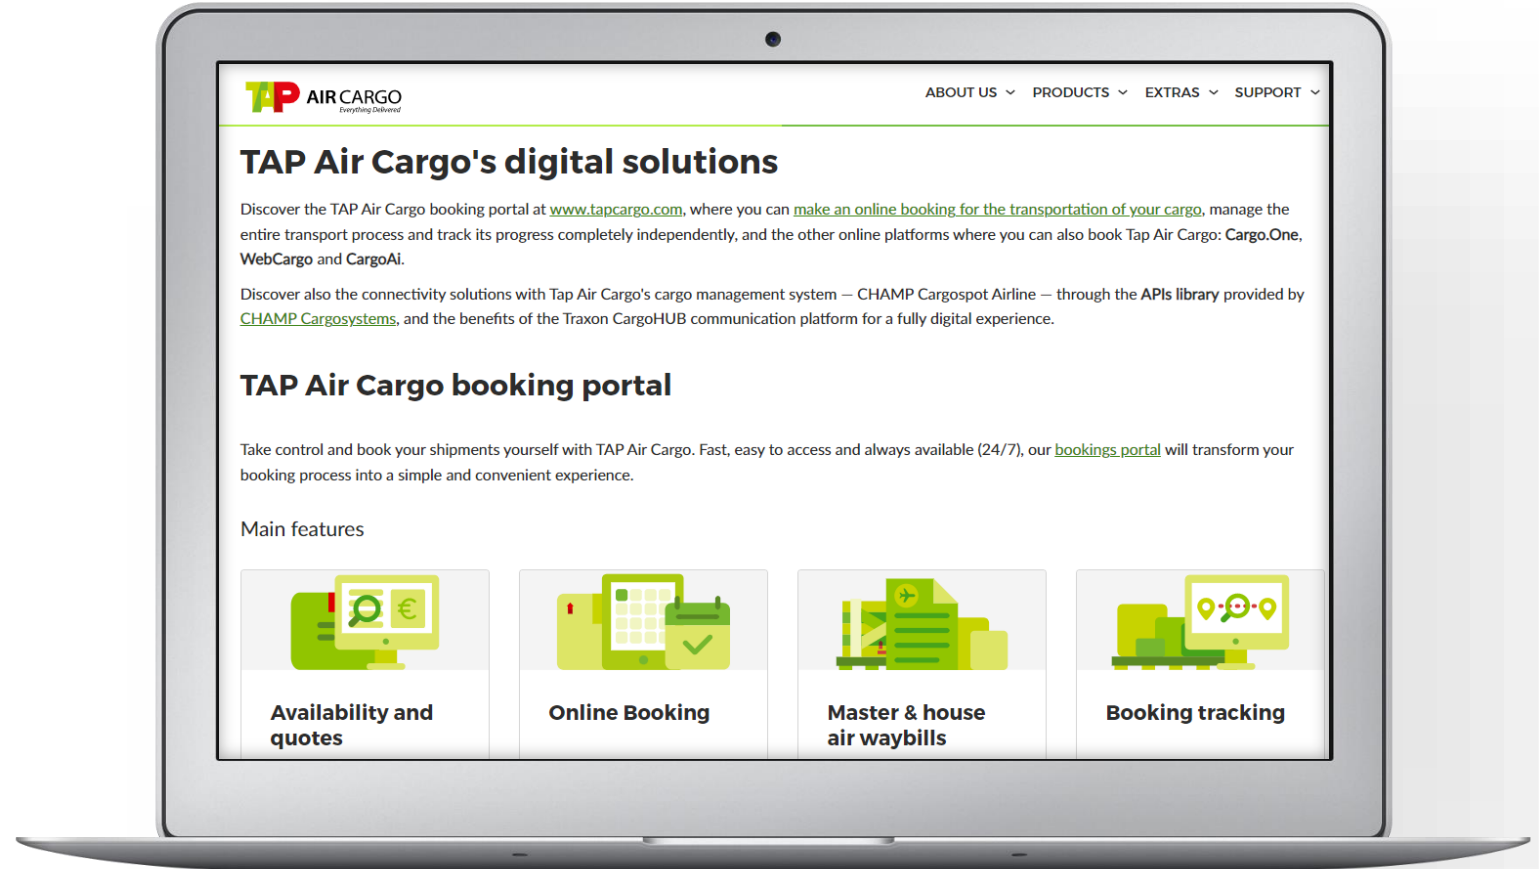 TAP AIR CARGO
Everything Delivered
ABOUT US PRODUCTS EXTRAS SUPPORT
TAP Air Cargo's digital solutions
Discover the TAP Air Cargo booking portal at www.tapcargo.com, where you can make an online booking for the transportation of your cargo, manage the
entire transport process and track its progress completely independently, and the other online platforms where you can also book Tap Air Cargo: Cargo.One,
WebCargo and CargoAi.
Discover also the connectivity solutions with Tap Air Cargo's cargo management system — CHAMP Cargospot Airline — through the APIs library provided by
CHAMP Cargosystems, and the benefits of the Traxon CargoHUB communication platform for a fully digital experience.
TAP Air Cargo booking portal
Take control and book your shipments yourself with TAP Air Cargo. Fast, easy to access and always available (24/7), our bookings portal will transform your
booking process into a simple and convenient experience.
Main features
€
Availability and
quotes
Online Booking
Master & house
air waybills
Booking tracking